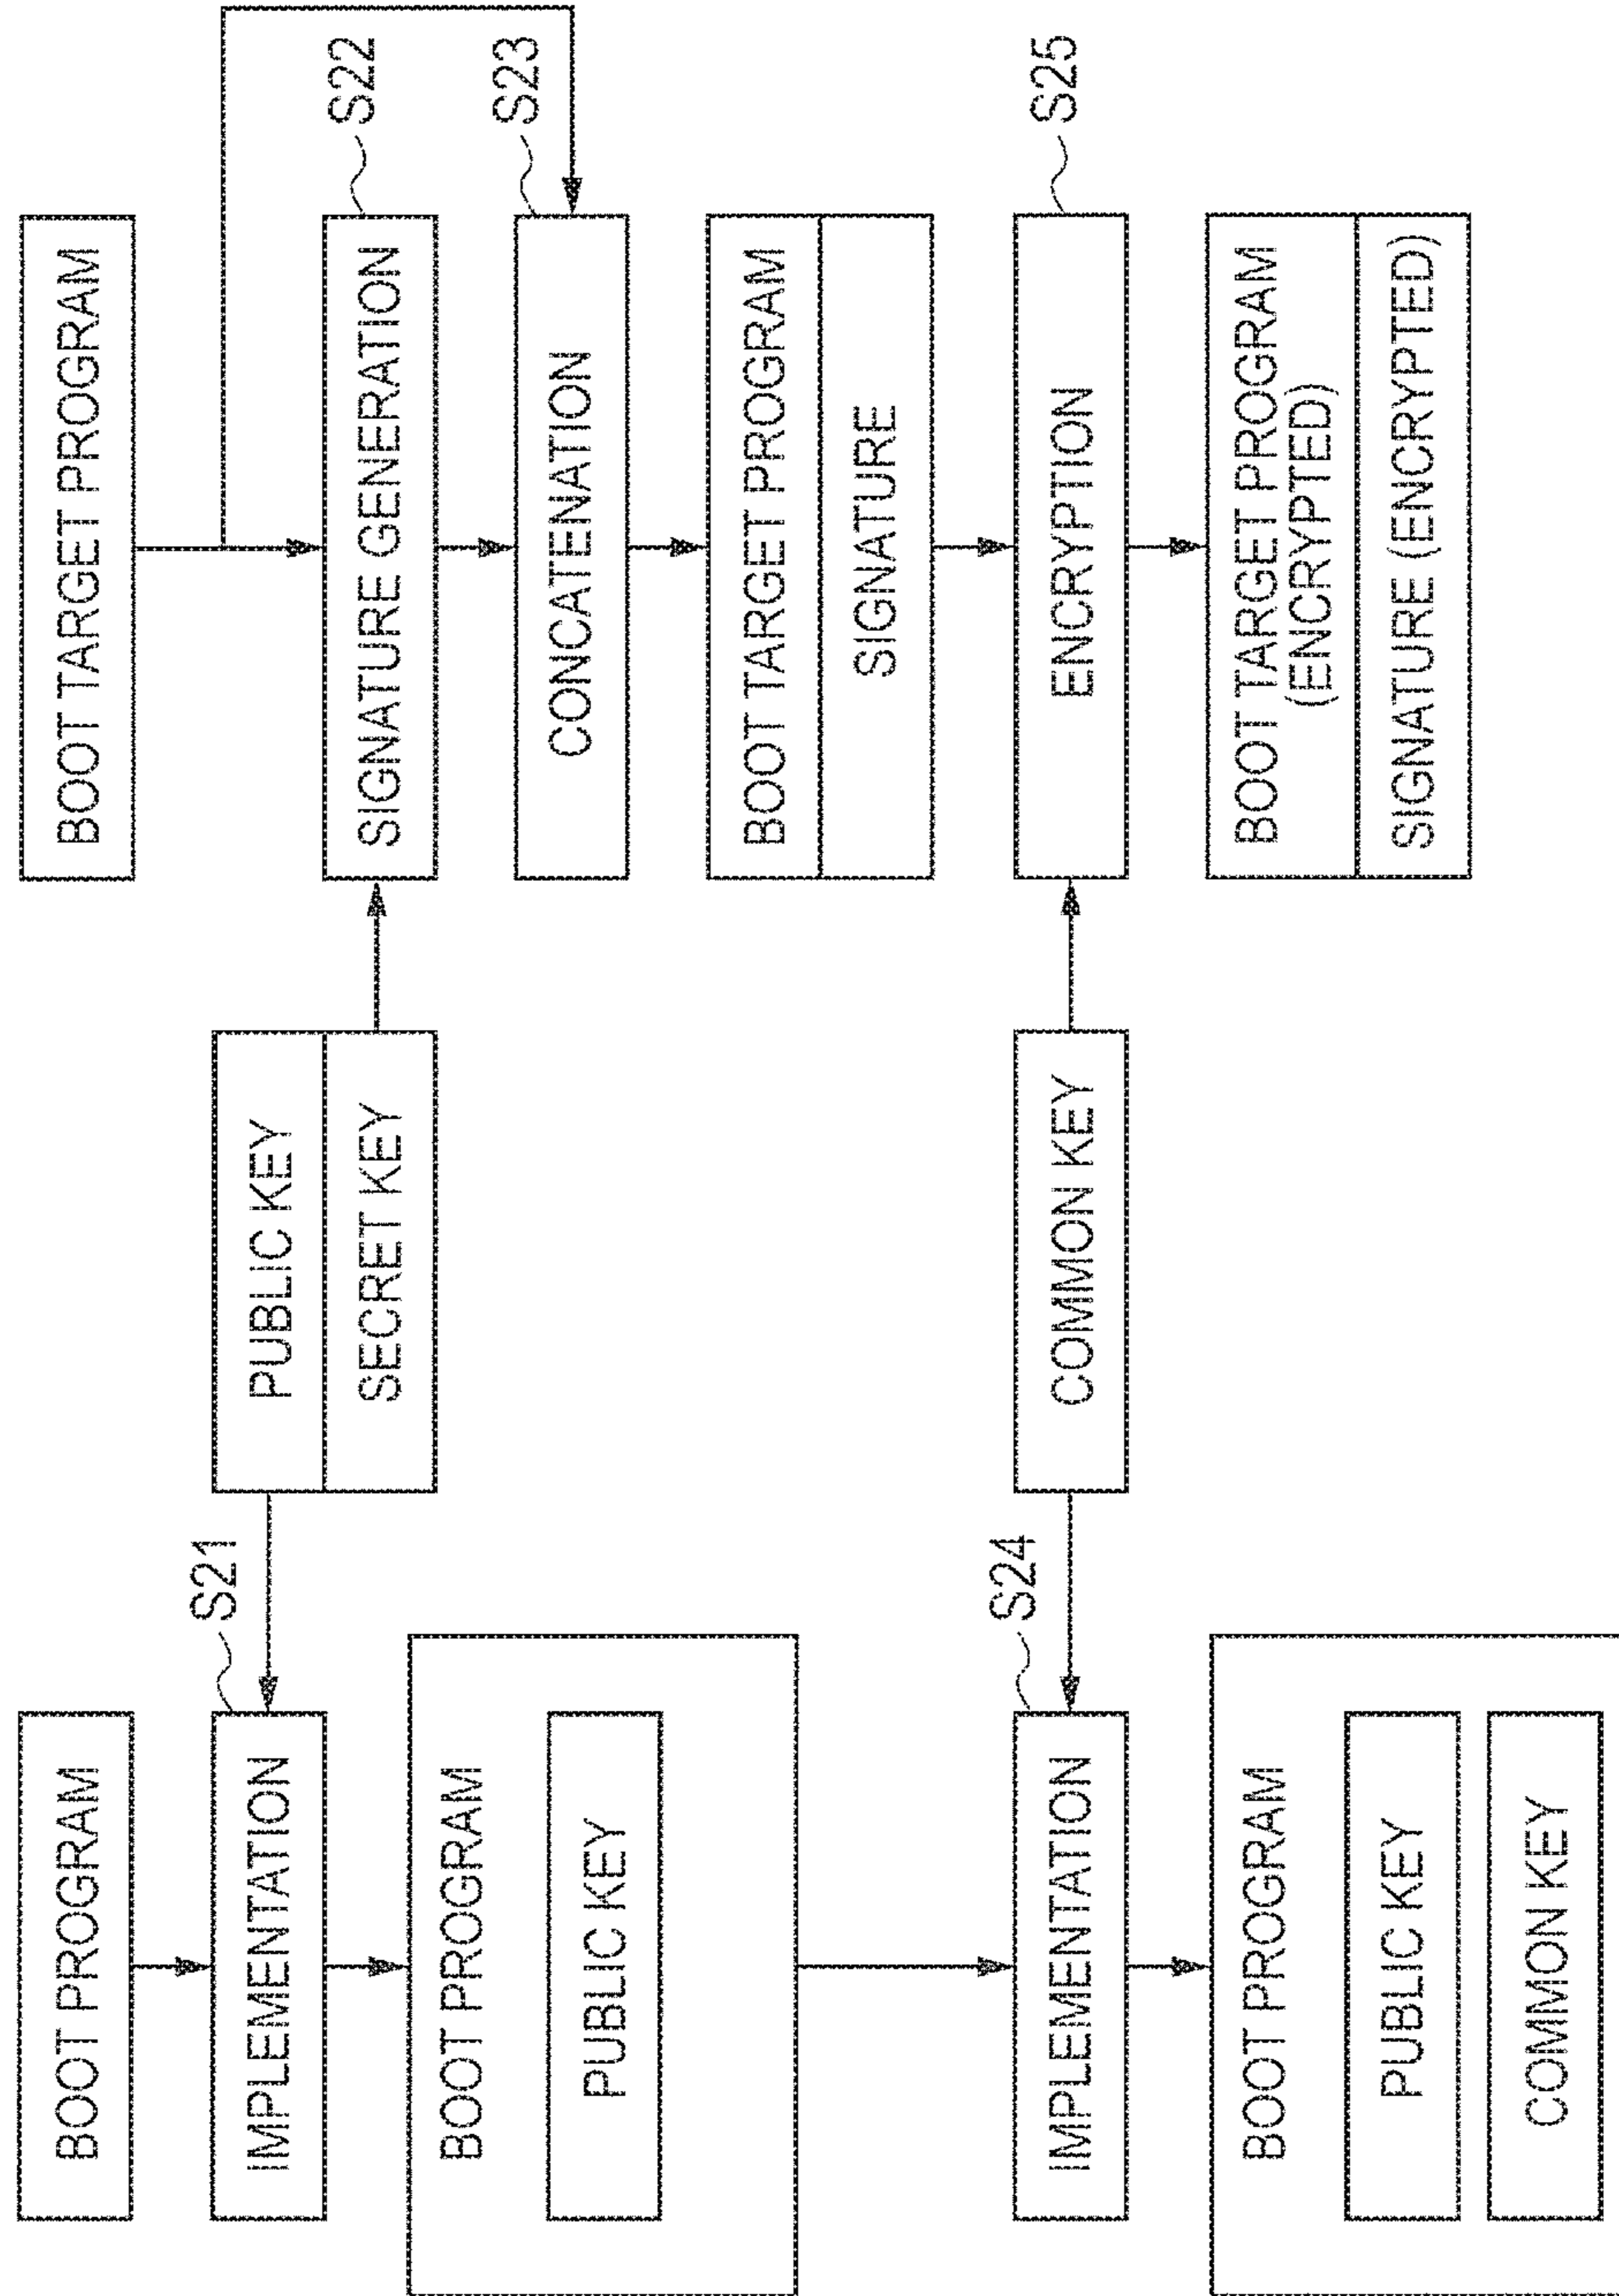 BOOT PROGRAM
S21
IMPLEMENTATION
BOOT PROGRAM
PUBLIC KEY
S24
IMPLEMENTATION
BOOT PROGRAM
PUBLIC KEY
COMMON KEY
PUBLIC KEY
SECRET KEY
COMMON KEY
BOOT TARGET PROGRAM
S22
SIGNATURE GENERATION
S23
CONCATENATION
BOOT TARGET PROGRAM
SIGNATURE
S25
ENCRYPTION
BOOT TARGET PROGRAM
(ENCRYPTED)
SIGNATURE (ENCRYPTED)